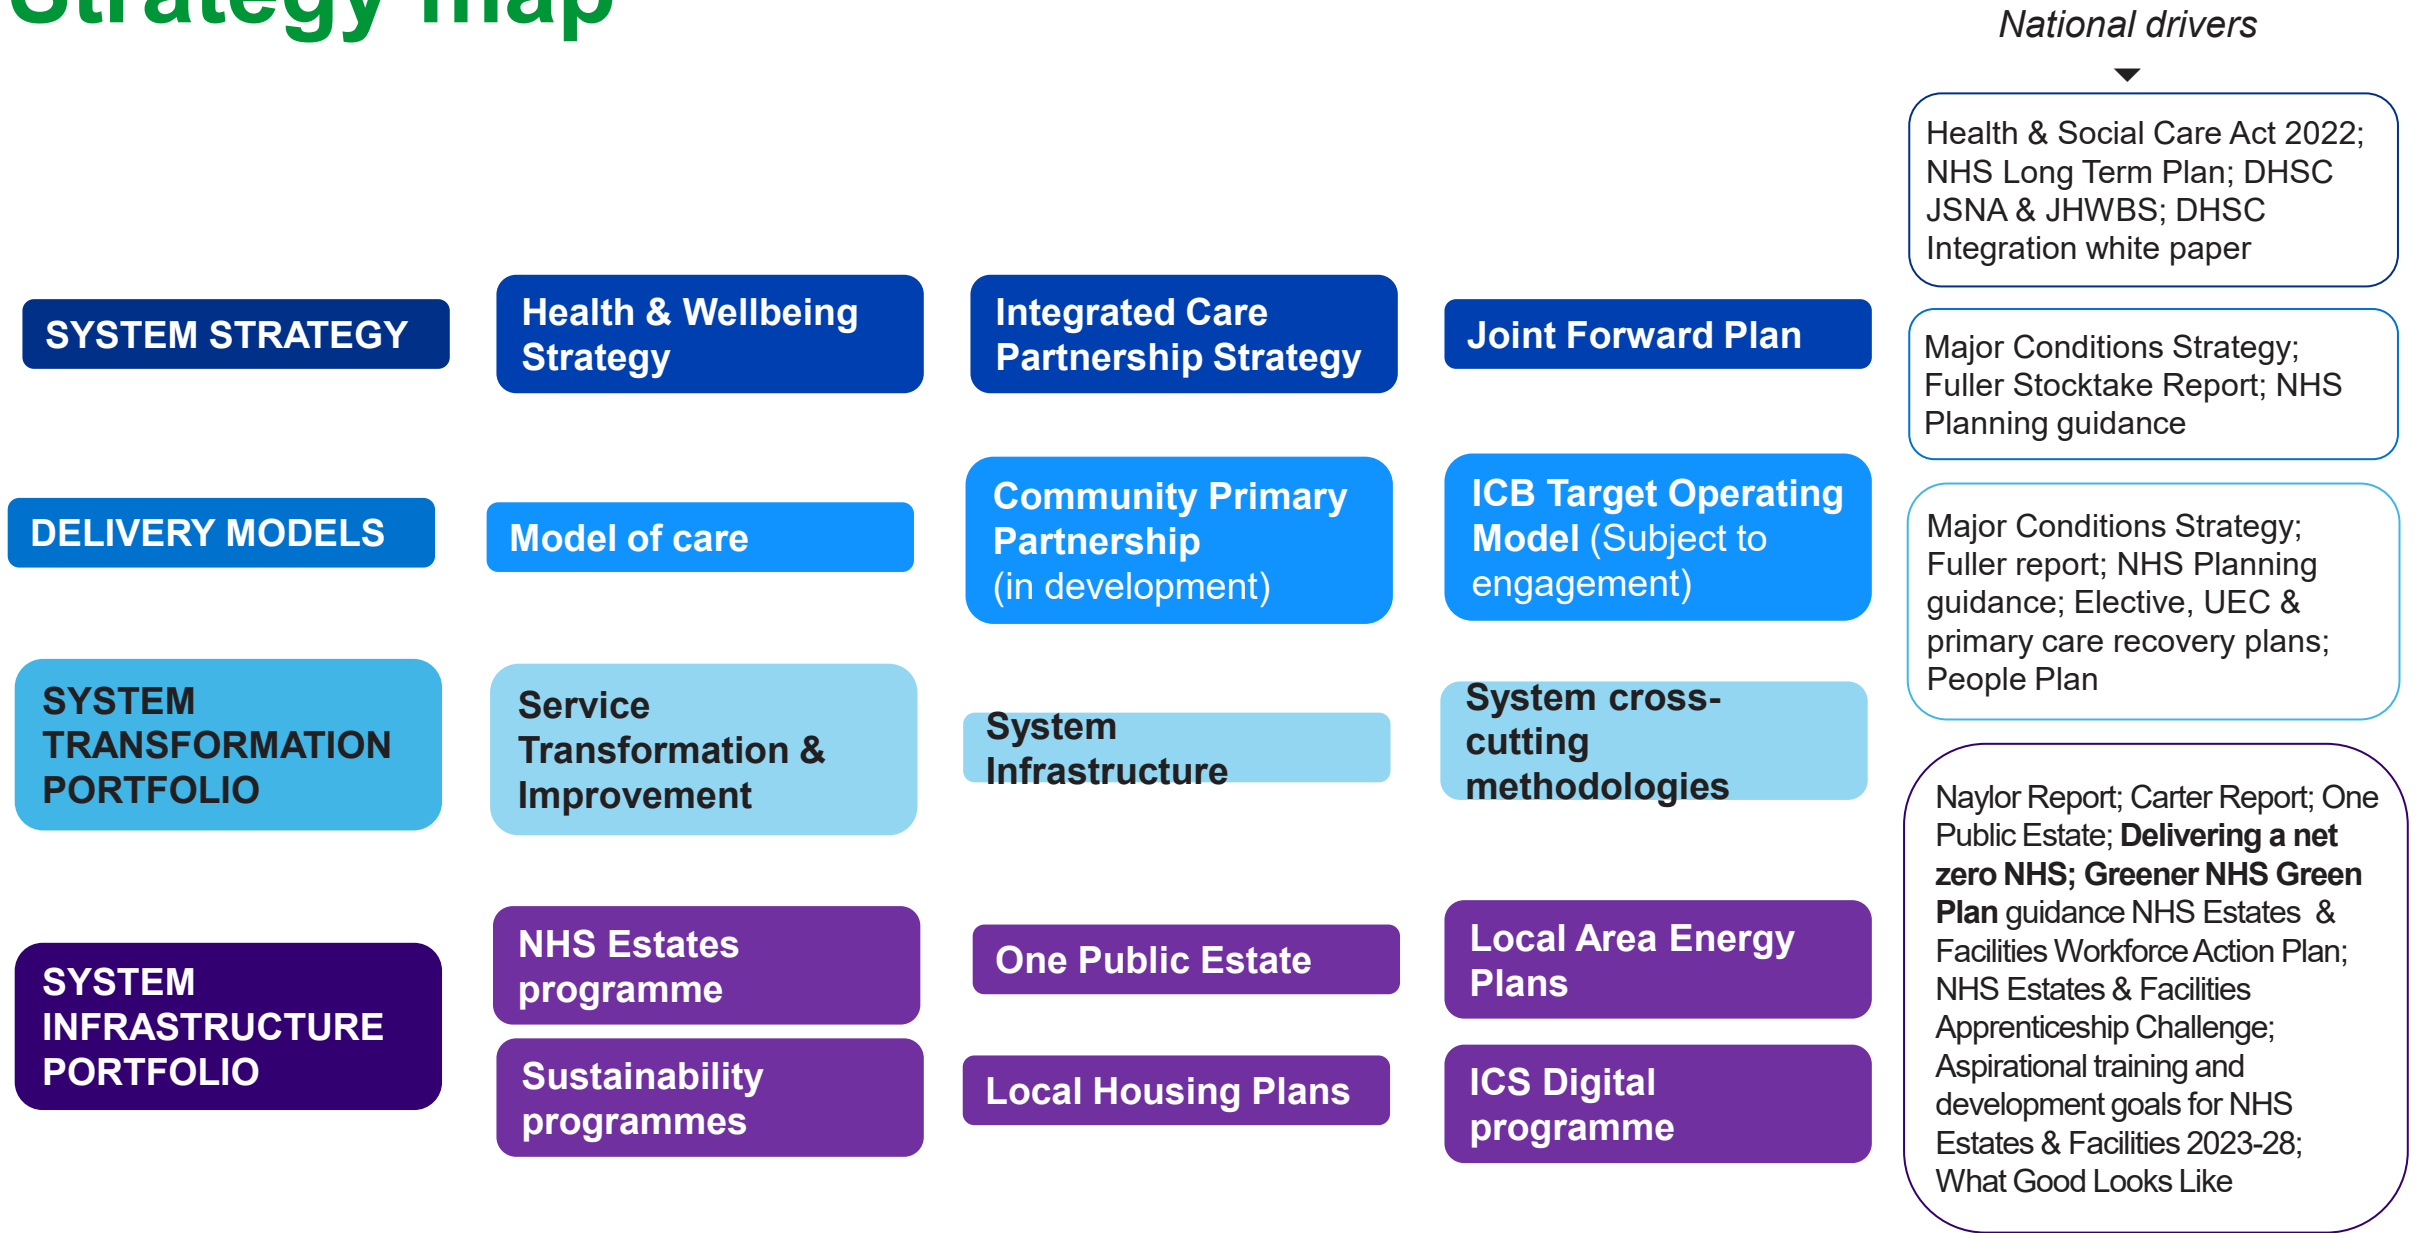 Strategy map
National drivers
Health & Social Care Act 2022;
NHS Long Term Plan; DHSC
JSNA & JHWBS; DHSC
Integration white paper
SYSTEM STRATEGY
Health & Wellbeing
Strategy
Integrated Care
Partnership Strategy
Joint Forward Plan
Major Conditions Strategy;
Fuller Stocktake Report; NHS
Planning guidance
DELIVERY MODELS
Model of care
Community Primary
Partnership
(in development)
ICB Target Operating
Model (Subject to
engagement)
Major Conditions Strategy;
Fuller report; NHS Planning
guidance; Elective, UEC &
primary care recovery plans;
People Plan
SYSTEM
TRANSFORMATION
PORTFOLIO
Service
Transformation &
Improvement
System
Infrastructure
System cross-
cutting
methodologies
SYSTEM
INFRASTRUCTURE
PORTFOLIO
NHS Estates
programme
One Public Estate
Local Area Energy
Plans
Sustainability
programmes
Local Housing Plans
ICS Digital
programme
Naylor Report; Carter Report; One
Public Estate; Delivering a net
zero NHS; Greener NHS Green
Plan guidance NHS Estates &
Facilities Workforce Action Plan;
NHS Estates & Facilities
Apprenticeship Challenge;
Aspirational training and
development goals for NHS
Estates & Facilities 2023-28;
What Good Looks Like